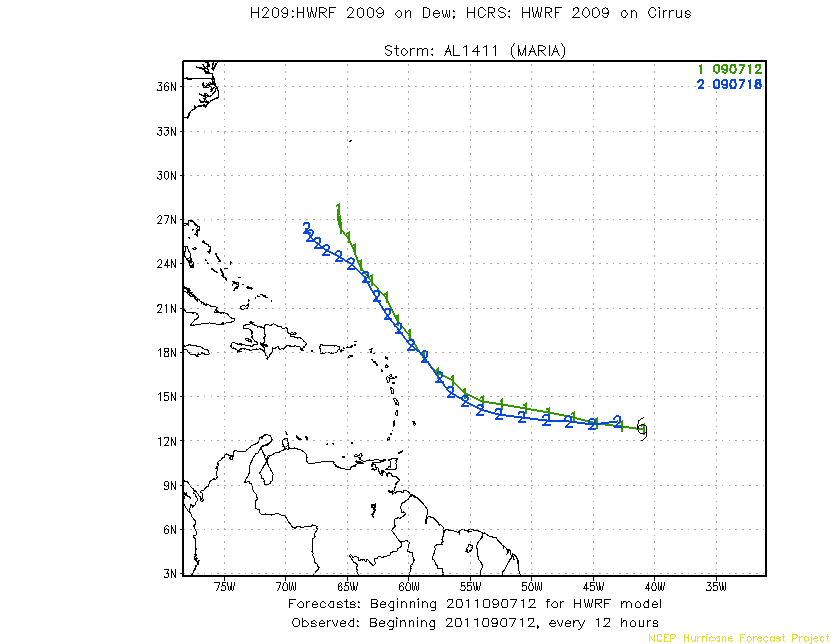 H209:HWRF 2009 on Dew; HCRS: HWRF 2009 on Cirrus
Storm: AL1411 (MARIA)
1 090712
2 090718
36N
33N
30N
27N
24N
21N
18N
15N
12N
9N
6N
3N
75W 70W 65W 60W 55W 50W 45W 40W 35W
Forecasts: Beginning 2011090712 for HWRF model
Observed: Beginning 2011090712, every 12 hours
NCEP Hurricane Forecast Project